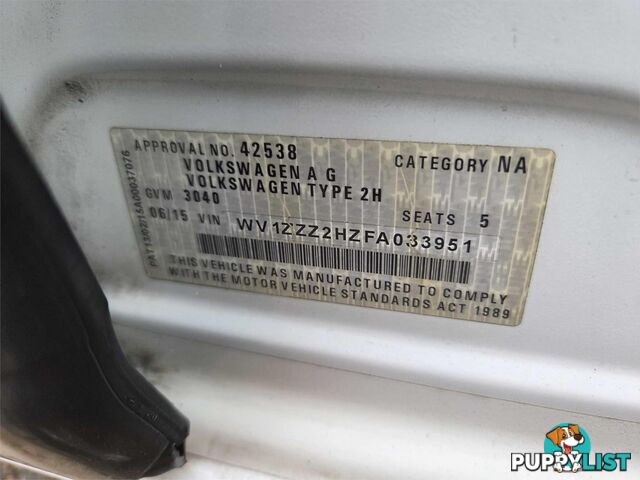 APPROVAL NO. 42538 CATEGORY NA
VOLKSWAGEN A G
VOLKSWAGEN TYPE 2H
GVM 3040
06/15 VIN WV1ZZZ2HZFA033951 SEATS 5
THIS VEHICLE WAS MANUFACTURED TO COMPLY
WITH THE MOTOR VEHICLE STANDARDS ACT 1989
PUPPYLIST